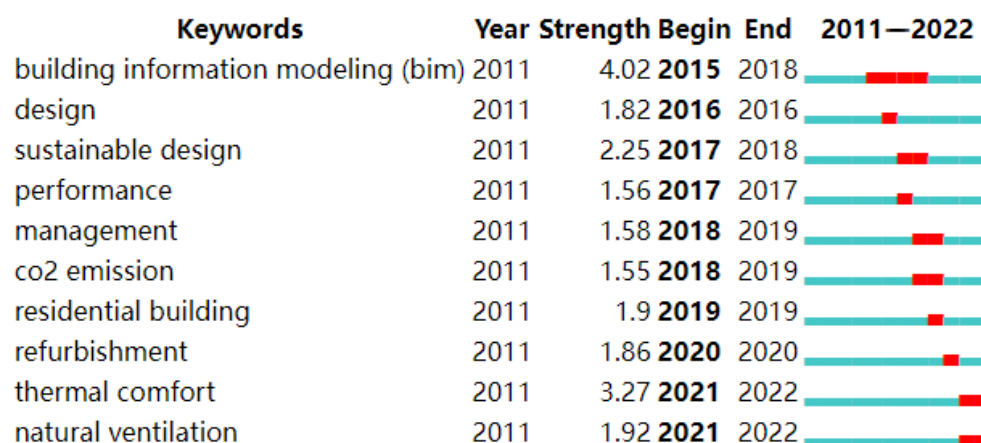 Keywords Year Strength Begin End 2011—2022
building information modeling (bim) 2011 4.02 2015 2018
design 2011 1.82 2016 2016
sustainable design 2011 2.25 2017 2018
performance 2011 1.56 2017 2017
management 2011 1.58 2018 2019
co2 emission 2011 1.55 2018 2019
residential building 2011 1.9 2019 2019
refurbishment 2011 1.86 2020 2020
thermal comfort 2011 3.27 2021 2022
natural ventilation 2011 1.92 2021 2022